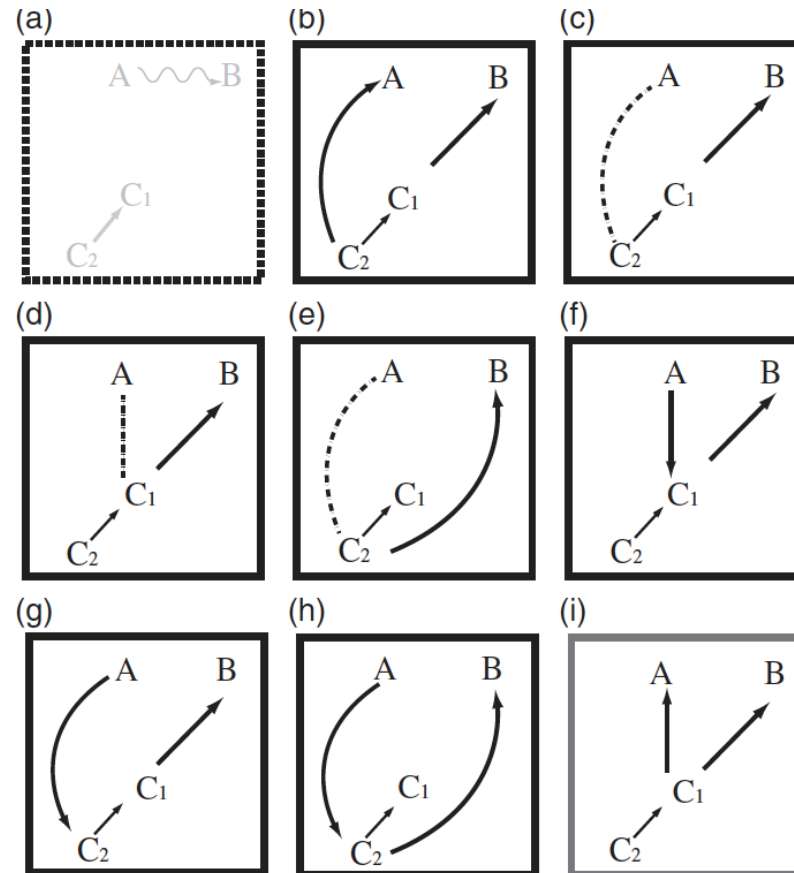 (a) (b) (c)
A B A B A B
C1 C1 C1
C2 C2 C2
(d) (e) (f)
A B A B A B
C1 C1 C1
C2 C2 C2
(g) (h) (i)
A B A B A B
C1 C1 C1
C2 C2 C2